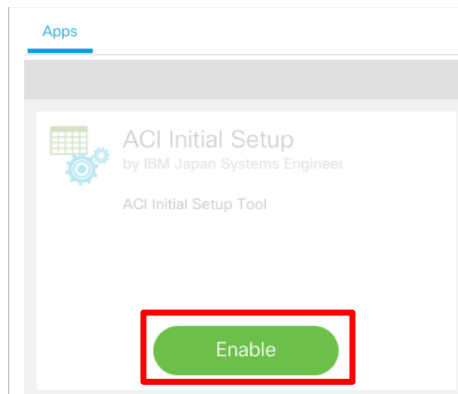 Apps
ACI Initial Setup
by IBM Japan Systems Engineer
ACI Initial Setup Tool
Enable